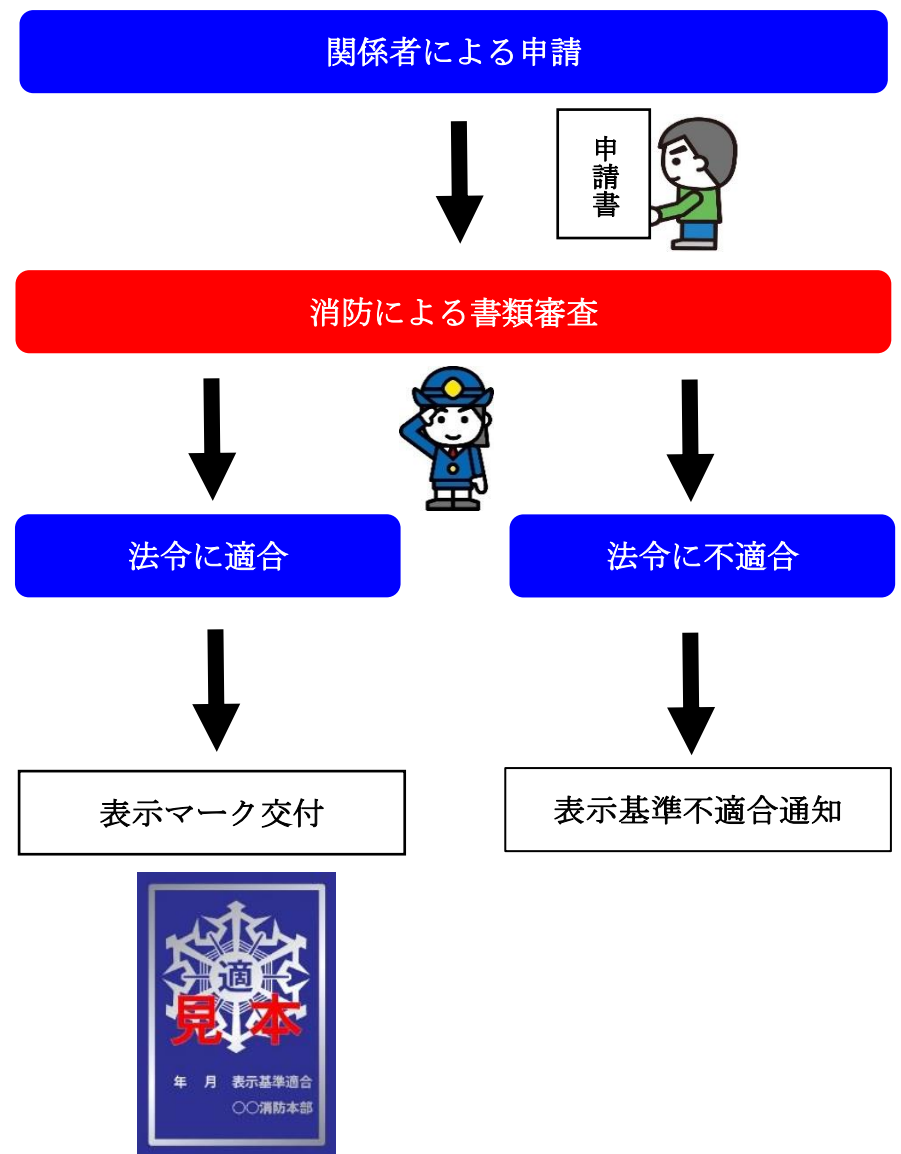 関係者による申請
申請書
消防による書類審査
法令に適合
法令に不適合
表示マーク交付
表示基準不適合通知
適
見本
年 月 表示基準適合
○○消防本部